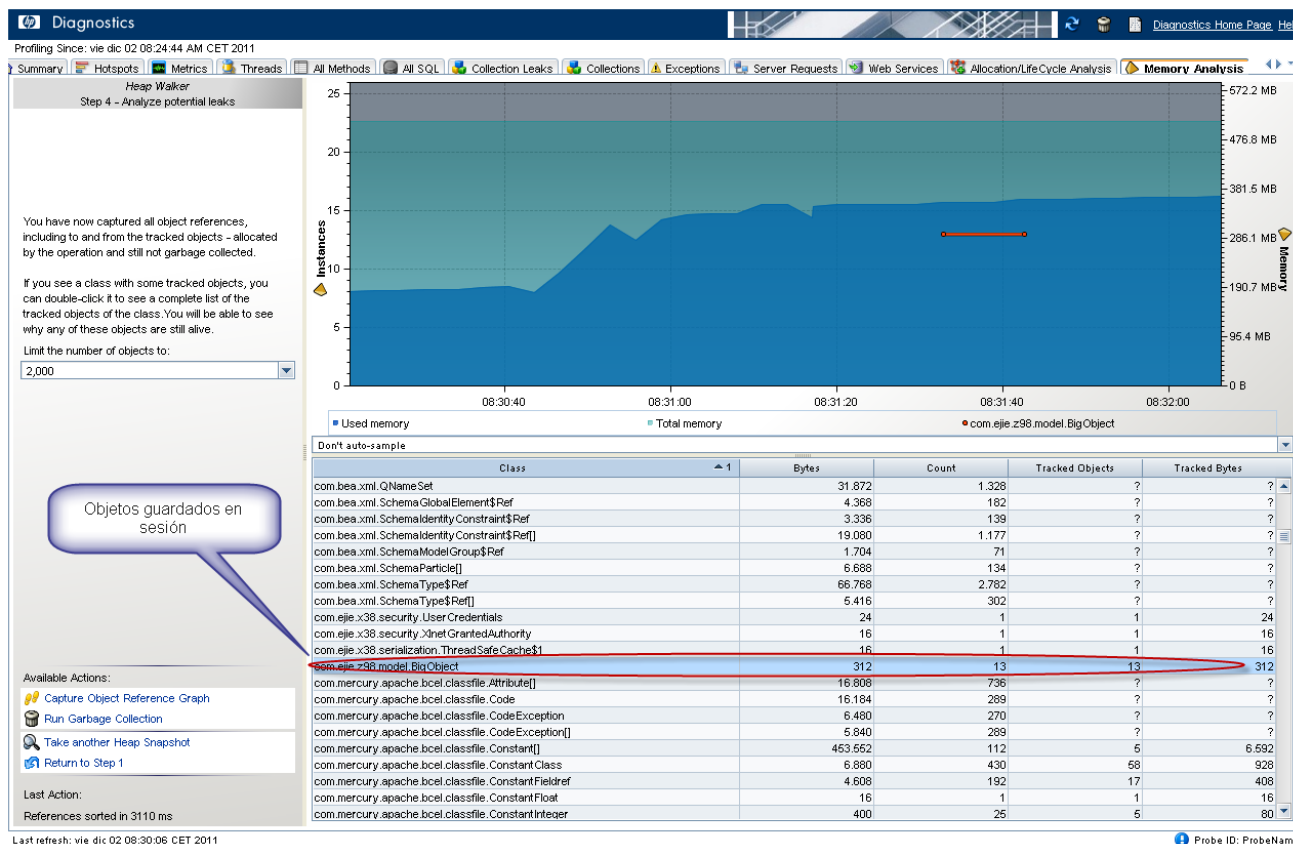 hp Diagnostics
Diagnostics Home Page
Profiling Since: vie dic 02 08:24:44 AM CET 2011
Summary Hotspots Metrics Threads All Methods All SQL Collection Leaks Collections Exceptions Server Requests Web Services Allocation/LifeCycle Analysis Memory Analysis
Heap Walker
Step 4 - Analyze potential leaks
You have now captured all object references,
including to and from the tracked objects - allocated
by the operation and still not garbage collected.
If you see a class with some tracked objects, you
can double-click it to see a complete list of the
tracked objects of the class.You will be able to see
why any of these objects are still alive.
Limit the number of objects to:
2,000
Objetos guardados en
sesión
Available Actions:
Capture Object Reference Graph
Run Garbage Collection
Take another Heap Snapshot
Return to Step 1
Last Action:
References sorted in 3110 ms
Instances
25
20
15
10
5
0
572.2 MB
476.8 MB
381.5 MB
286.1 MB
190.7 MB
95.4 MB
0 B
Memory
08:30:40 08:31:00 08:31:20 08:31:40 08:32:00
Used memory Total memory com.ejie.z98.model.BigObject
Don't auto-sample
Class 1 Bytes Count Tracked Objects Tracked Bytes
com.bea.xml.QNameSet 31.872 1.328 ? ?
com.bea.xml.SchemaGlobalElement$Ref 4.368 182 ? ?
com.bea.xml.SchemaIdentityConstraint$Ref 3.336 139 ? ?
com.bea.xml.SchemaIdentityConstraint$Ref[] 19.080 1.177 ? ?
com.bea.xml.SchemaModelGroup$Ref 1.704 71 ? ?
com.bea.xml.SchemaParticle[] 6.688 134 ? ?
com.bea.xml.SchemaType$Ref 66.768 2.782 ? ?
com.bea.xml.SchemaType$Ref[] 5.416 302 ? ?
com.ejie.x38.security.UserCredentials 24 1 1 24
com.ejie.x38.security.XlnetGrantedAuthority 16 1 1 16
com.ejie.x38.serialization.ThreadSafeCache$1 16 1 1 16
com.ejie.z98.model.BigObject 312 13 13 312
com.mercury.apache.bcel.classfile.Attribute[] 16.808 736 ? ?
com.mercury.apache.bcel.classfile.Code 16.184 289 ? ?
com.mercury.apache.bcel.classfile.CodeException 6.480 270 ? ?
com.mercury.apache.bcel.classfile.CodeException[] 5.840 289 ? ?
com.mercury.apache.bcel.classfile.Constant[] 453.552 112 5 6.592
com.mercury.apache.bcel.classfile.ConstantClass 6.880 430 58 928
com.mercury.apache.bcel.classfile.ConstantFieldref 4.608 192 17 408
com.mercury.apache.bcel.classfile.ConstantFloat 16 1 1 16
com.mercury.apache.bcel.classfile.ConstantInteger 400 25 5 80
Last refresh: vie dic 02 08:30:06 CET 2011
Probe ID: ProbeNam